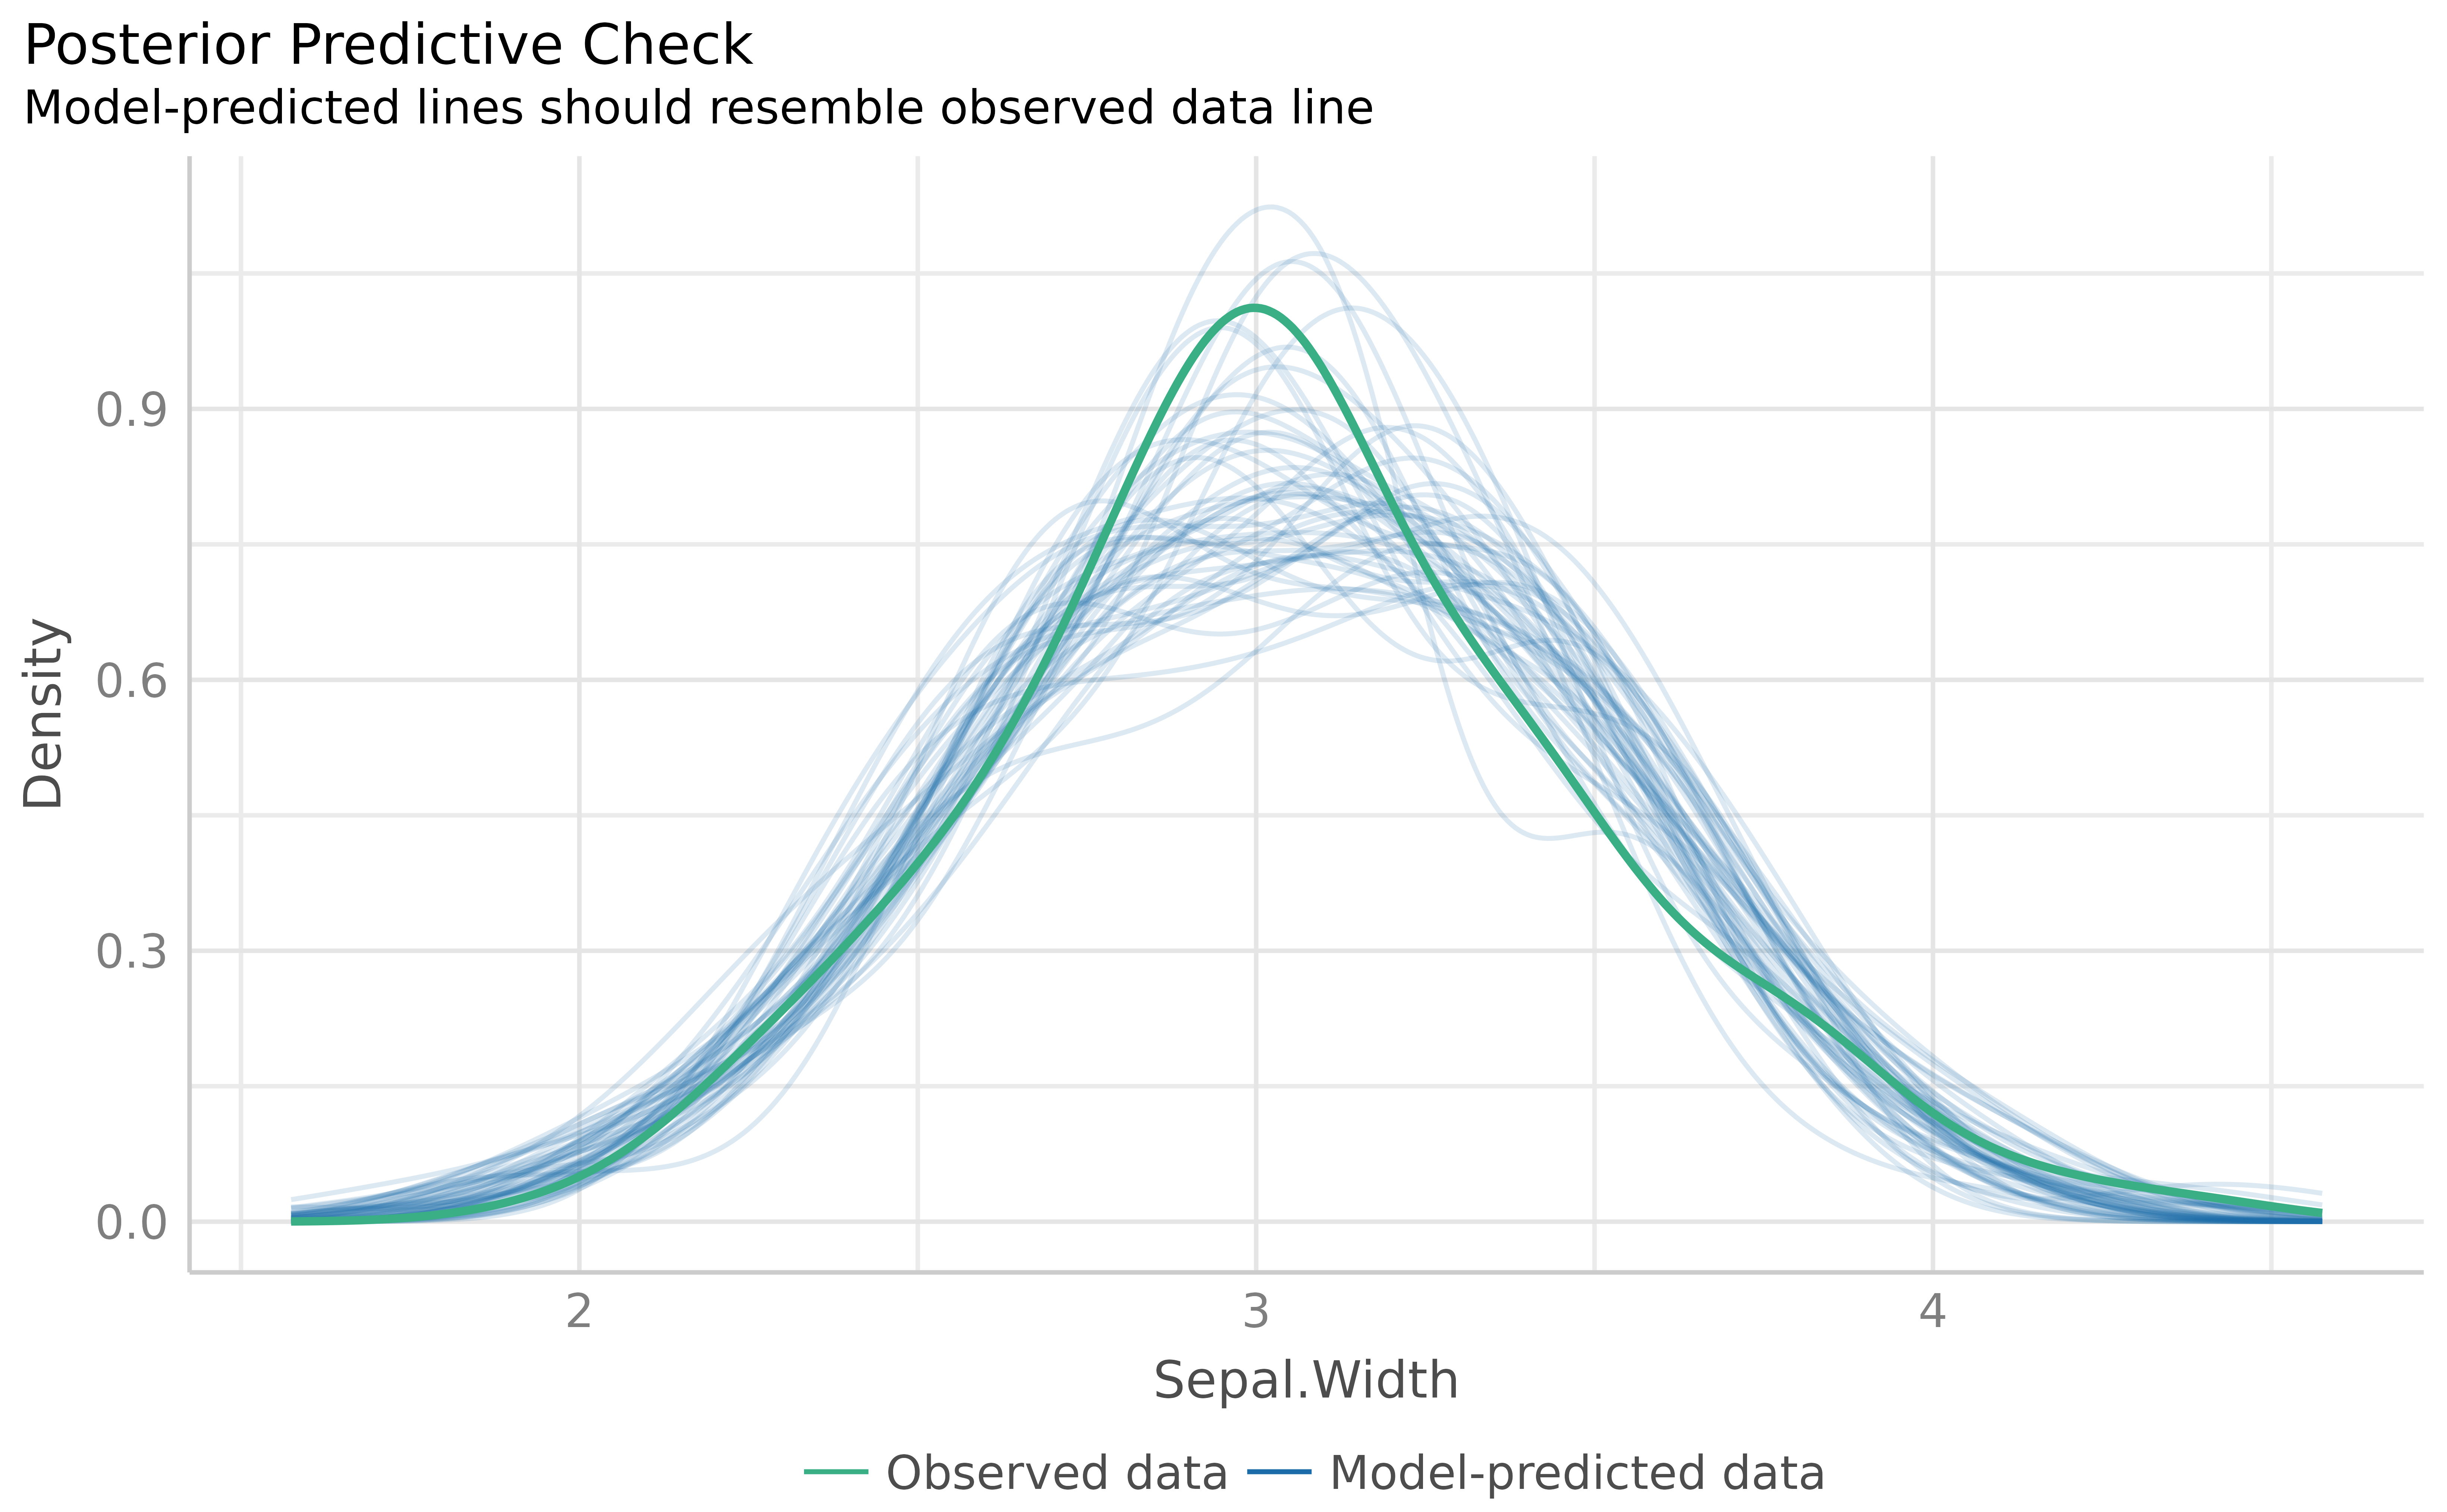 Posterior Predictive Check
Model-predicted lines should resemble observed data line
Density
0.9
0.6
0.3
0.0
2 3 4
Sepal.Width
Observed data Model-predicted data